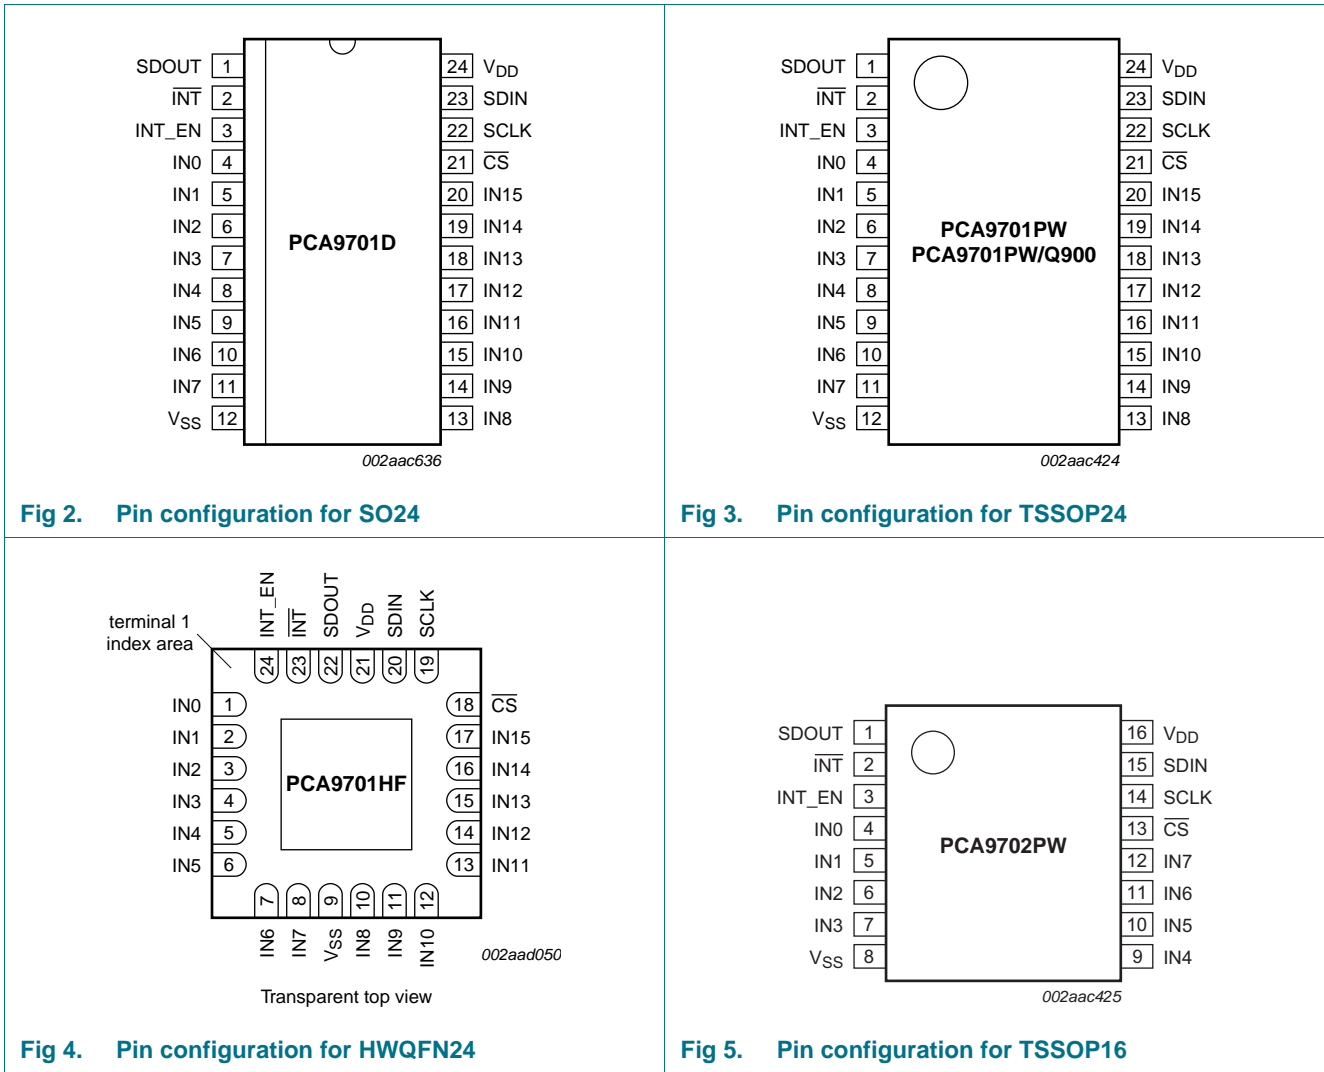 SDOUT 1 24 VDD
INT 2 23 SDIN
INT_EN 3 22 SCLK
IN0 4 21 CS
IN1 5 20 IN15
IN2 6 19 IN14
PCA9701D
IN3 7 18 IN13
IN4 8 17 IN12
IN5 9 16 IN11
IN6 10 15 IN10
IN7 11 14 IN9
VSS 12 13 IN8
002aac636
Fig 2. Pin configuration for SO24
SDOUT 1 24 VDD
INT 2 23 SDIN
INT_EN 3 22 SCLK
IN0 4 21 CS
IN1 5 20 IN15
IN2 6 PCA9701PW 19 IN14
IN3 7 PCA9701PW/Q900 18 IN13
IN4 8 17 IN12
IN5 9 16 IN11
IN6 10 15 IN10
IN7 11 14 IN9
VSS 12 13 IN8
002aac424
Fig 3. Pin configuration for TSSOP24
terminal 1
index area
INT_EN INT SDOUT VDD SDIN SCLK
24 23 22 21 20 19
IN0 1 18 CS
IN1 2 17 IN15
IN2 3 16 IN14
PCA9701HF
IN3 4 15 IN13
IN4 5 14 IN12
IN5 6 13 IN11
7 8 9 10 11 12
IN6 IN7 VSS IN8 IN9 IN10
002aad050
Transparent top view
Fig 4. Pin configuration for HWQFN24
SDOUT 1 16 VDD
INT 2 15 SDIN
INT_EN 3 14 SCLK
IN0 4 13 CS
PCA9702PW
IN1 5 12 IN7
IN2 6 11 IN6
IN3 7 10 IN5
VSS 8 9 IN4
002aac425
Fig 5. Pin configuration for TSSOP16